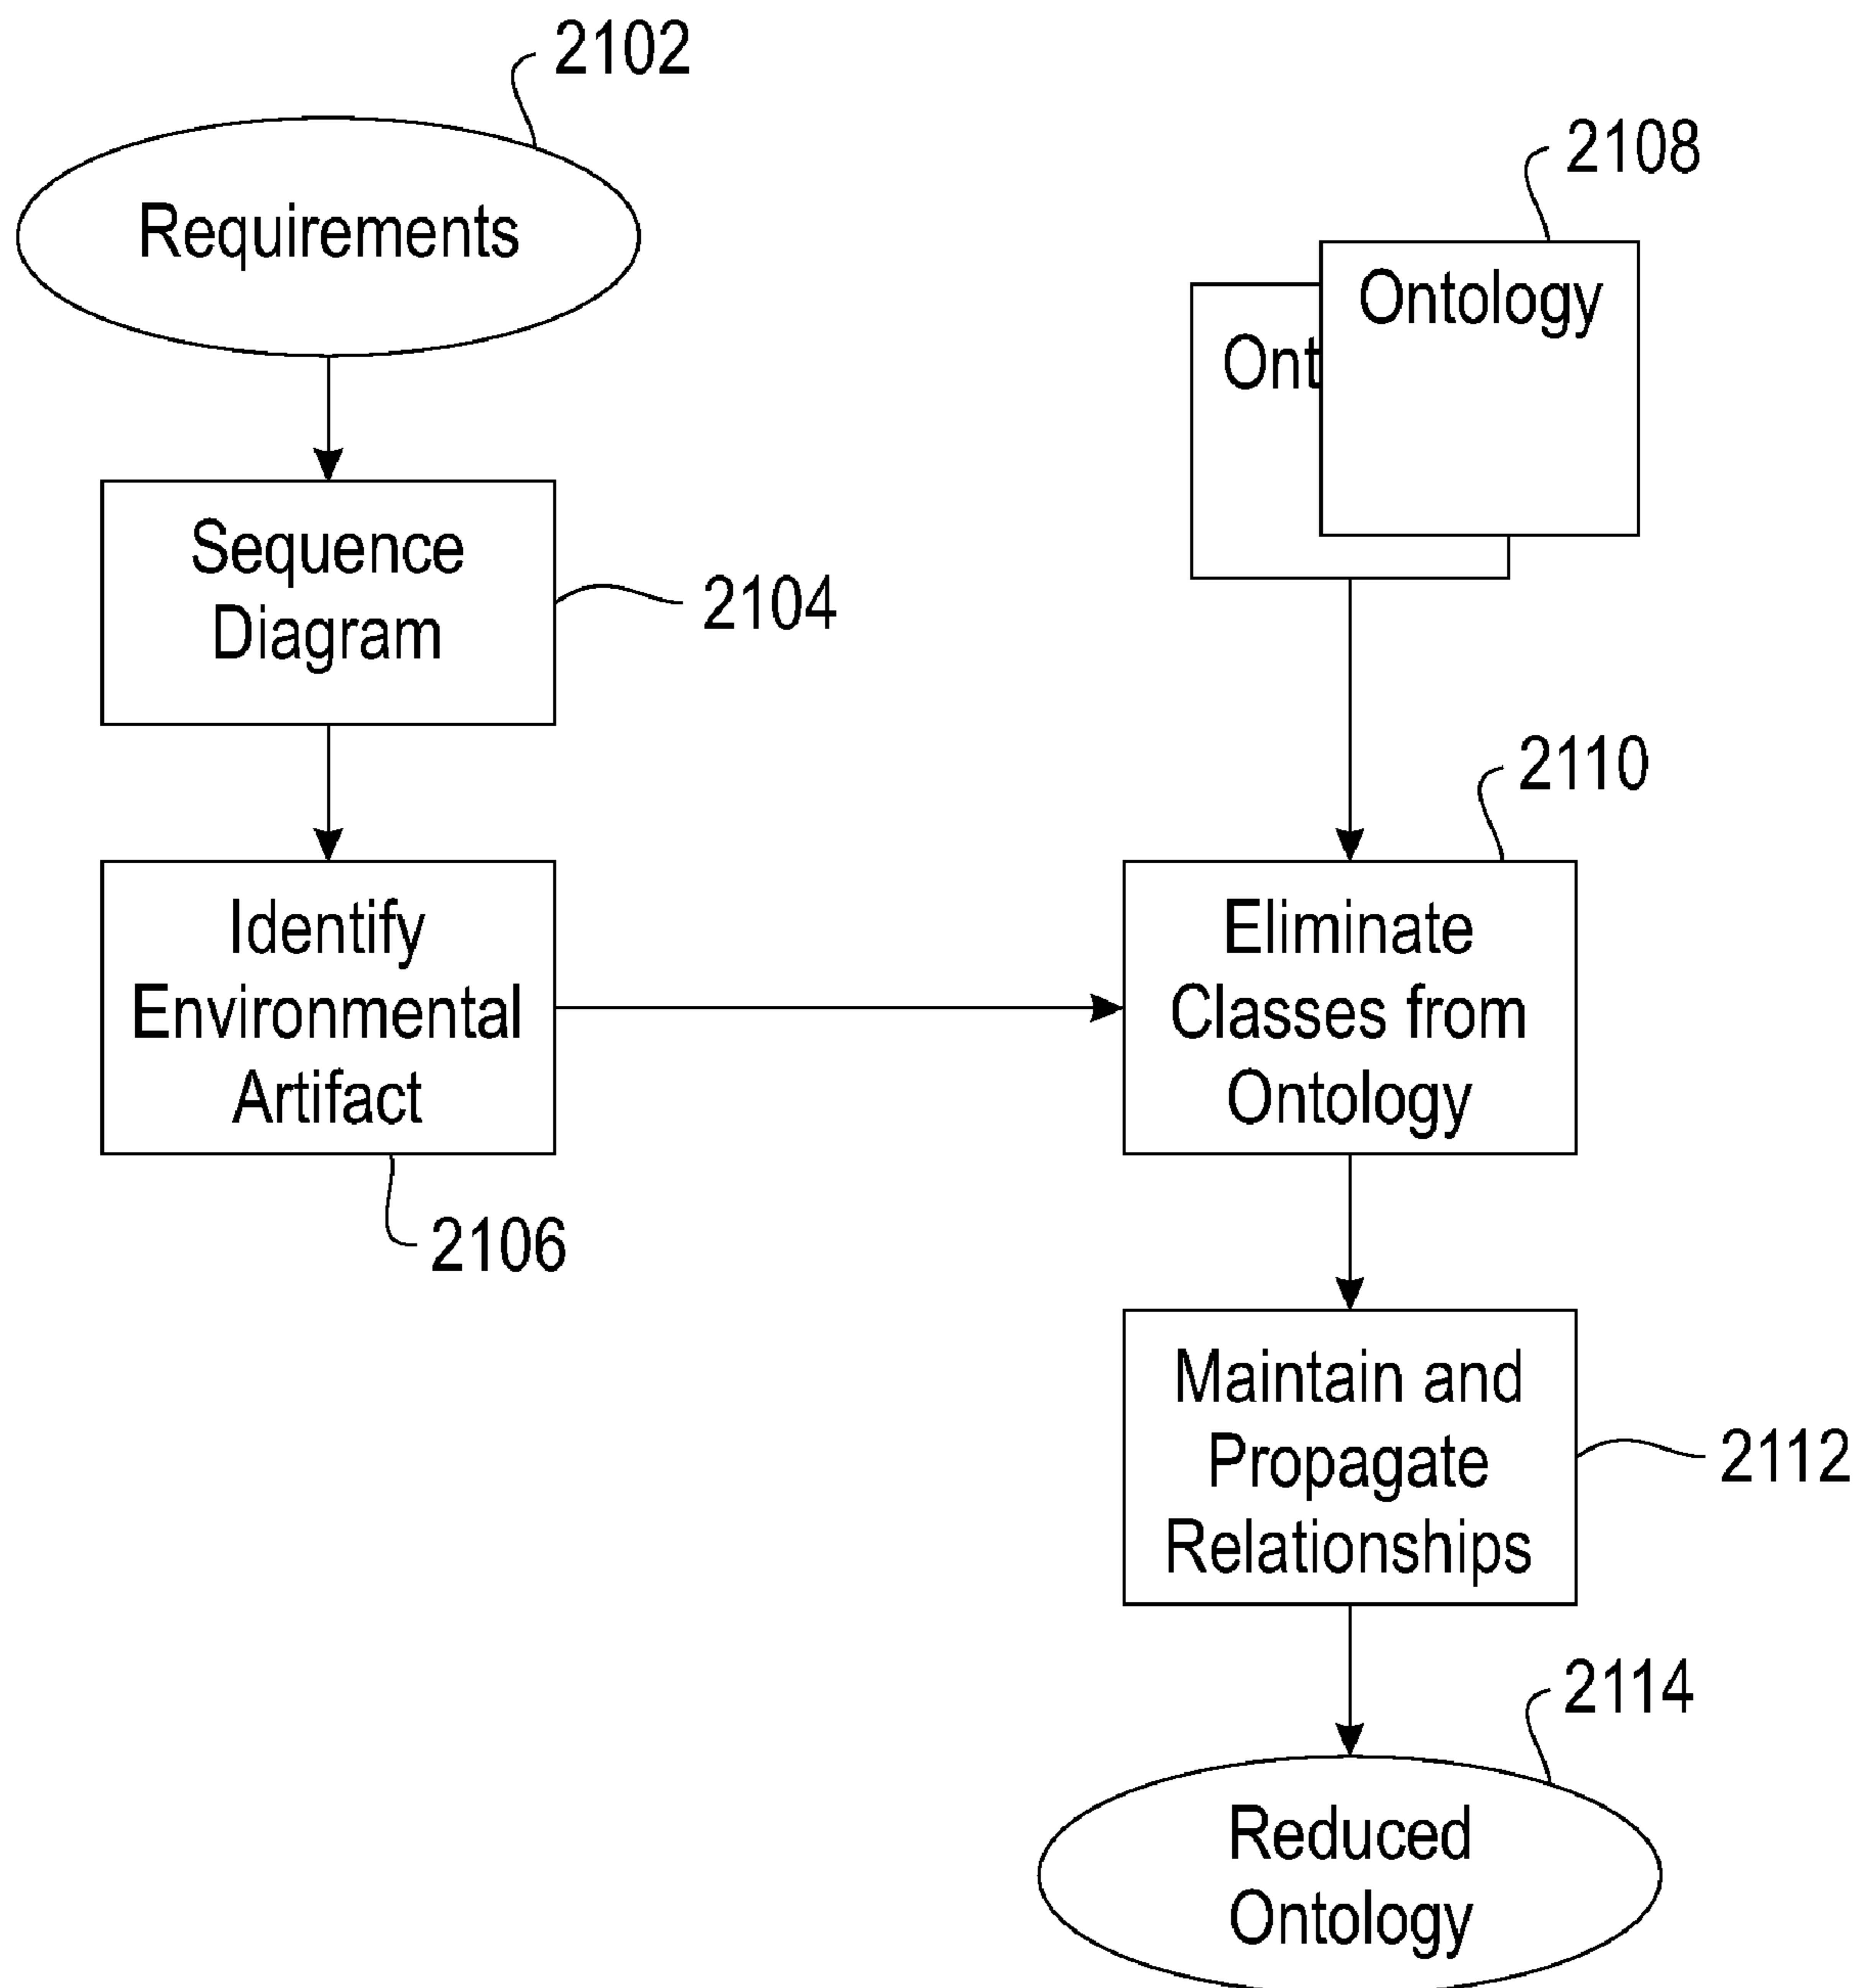 2102
Requirements
2108
Ontology
Ont
Sequence
Diagram
2104
2110
Identify
Environmental
Artifact
Eliminate
Classes from
Ontology
2106
Maintain and
Propagate
Relationships
2112
2114
Reduced
Ontology